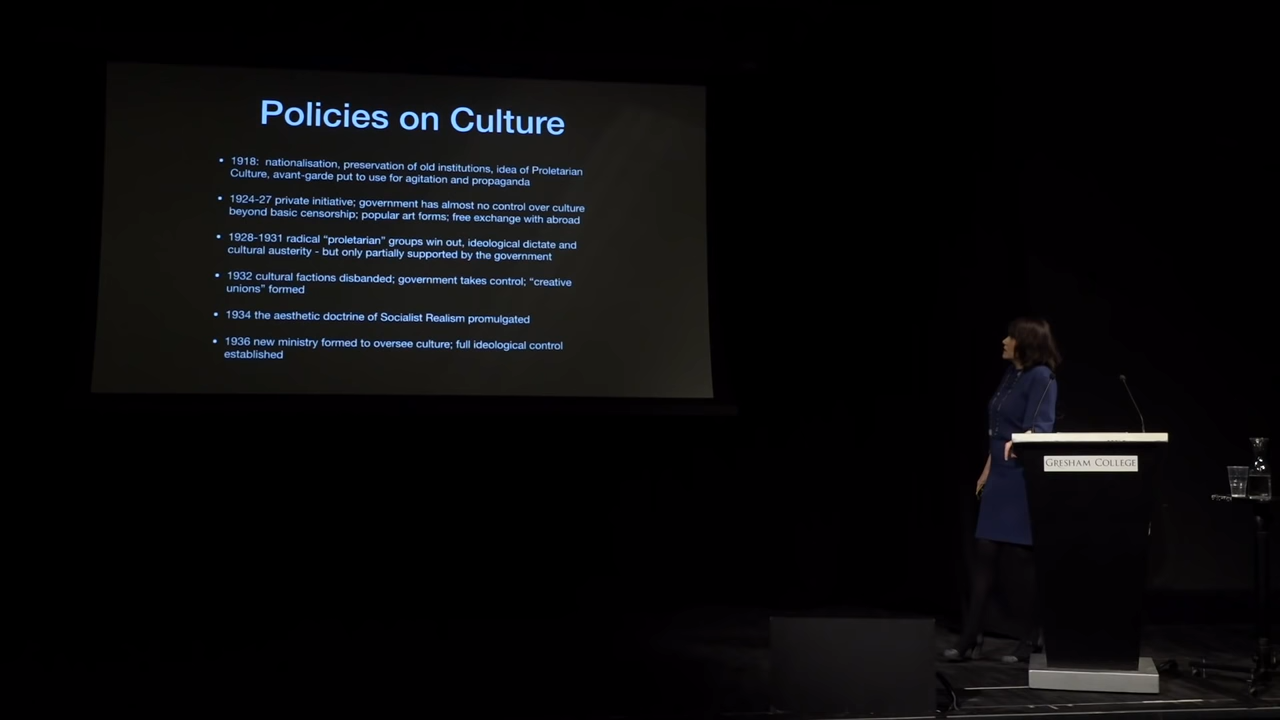 Policies on Culture
• 1918: nationalisation, preservation of old institutions, idea of Proletarian
Culture, avant-garde put to use for agitation and propaganda
• 1924-27 private initiative; government has almost no control over culture
beyond basic censorship; popular art forms; free exchange with abroad
• 1928-1931 radical “proletarian” groups win out, ideological dictate and
cultural austerity - but only partially supported by the government
• 1932 cultural factions disbanded; government takes control; “creative
unions” formed
• 1934 the aesthetic doctrine of Socialist Realism promulgated
• 1936 new ministry formed to oversee culture; full ideological control
established
GRESHAM COLLEGE